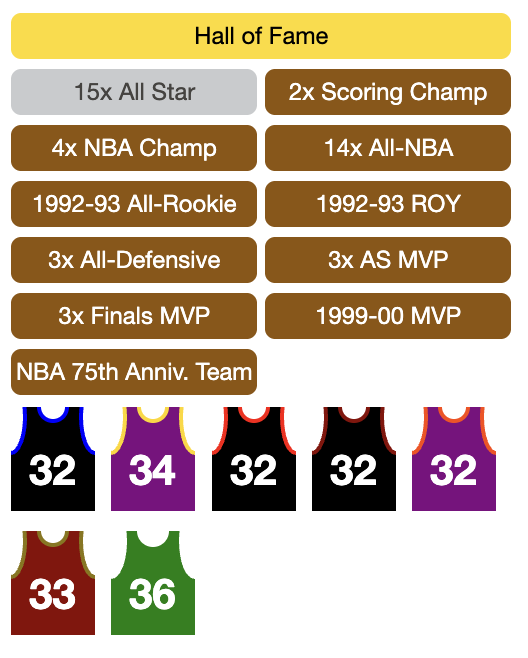 Hall of Fame
15x All Star
2x Scoring Champ
4x NBA Champ
14x All-NBA
1992-93 All-Rookie
1992-93 ROY
3x All-Defensive
3x AS MVP
3x Finals MVP
1999-00 MVP
NBA 75th Anniv. Team
32 34 32 32 32
33 36